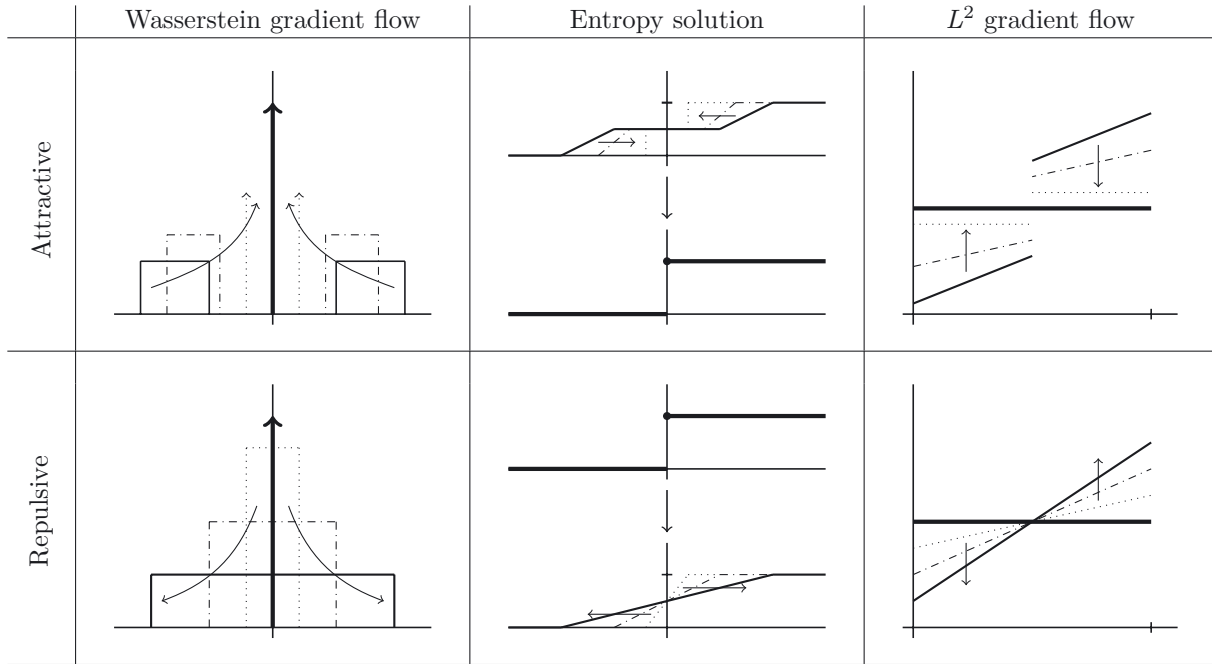 Wasserstein gradient flow
Entropy solution
L² gradient flow
Attractive
Repulsive